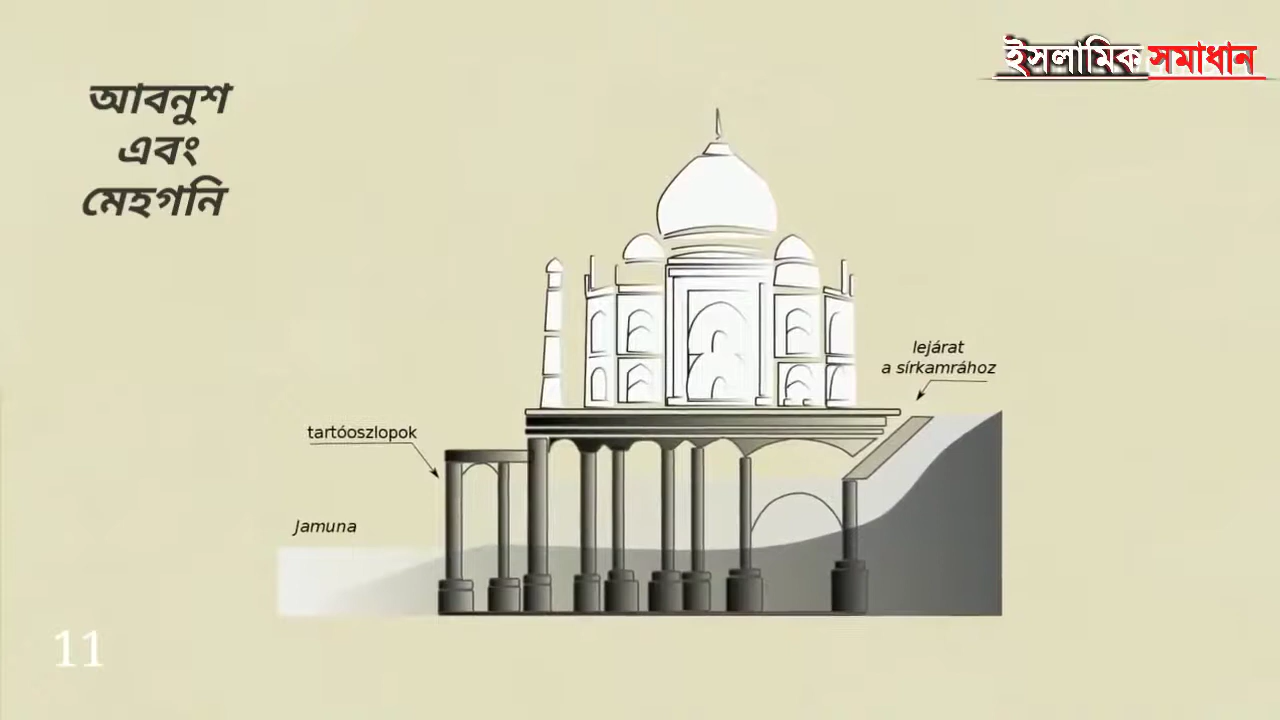 ইসলামিক সমাধান
আবনুশ
এবং
মেহগনি
lejárat
a sírkamrához
tartóoszlopok
Jamuna
11